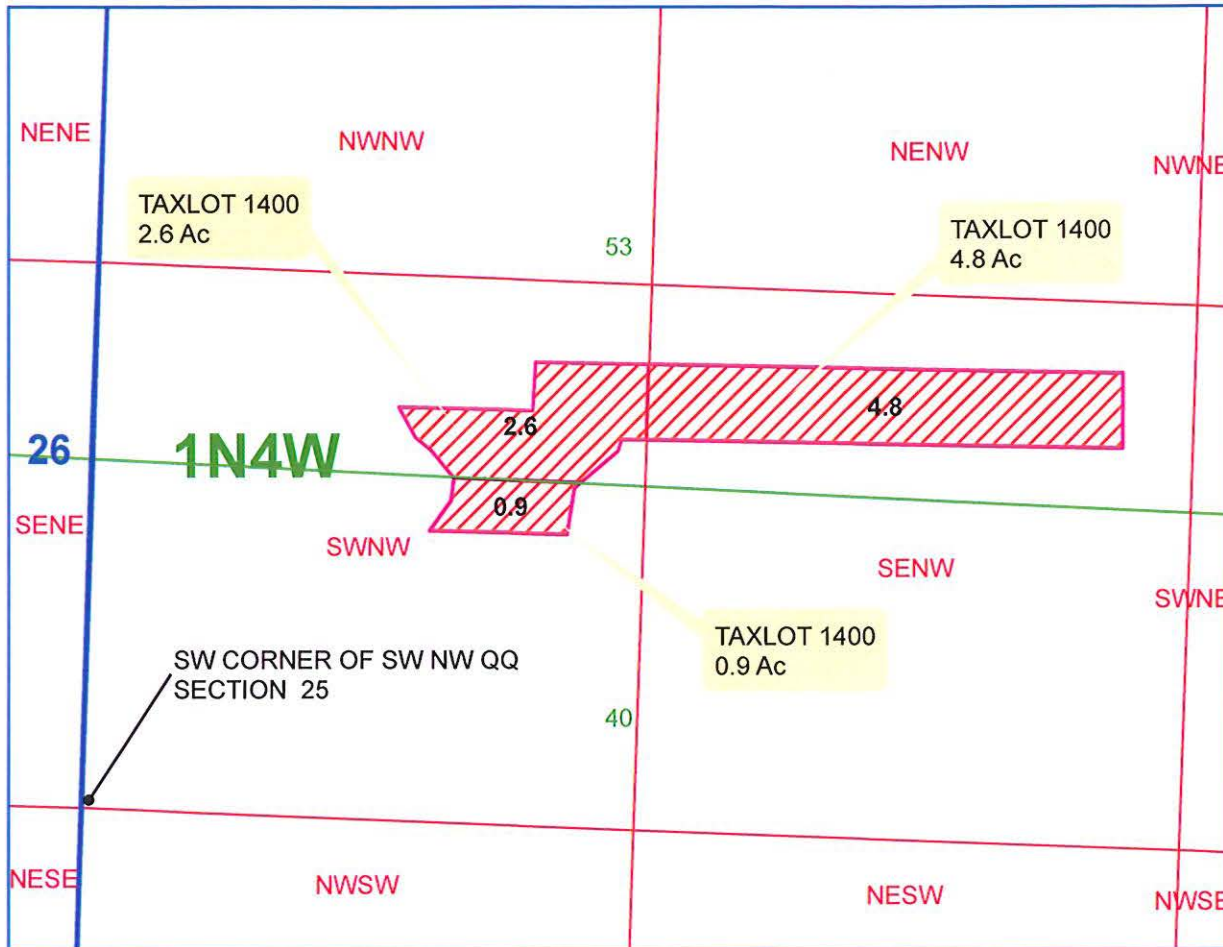 NENE
NWNW
NENW
NWNE
TAXLOT 1400
2.6 Ac
TAXLOT 1400
4.8 Ac
53
4.8
2.6
26
1N4W
0.9
SENE
SWNW
SENW
SWNE
TAXLOT 1400
0.9 Ac
SW CORNER OF SW NW QQ
SECTION 25
40
NESE
NWSW
NESW
NWSE